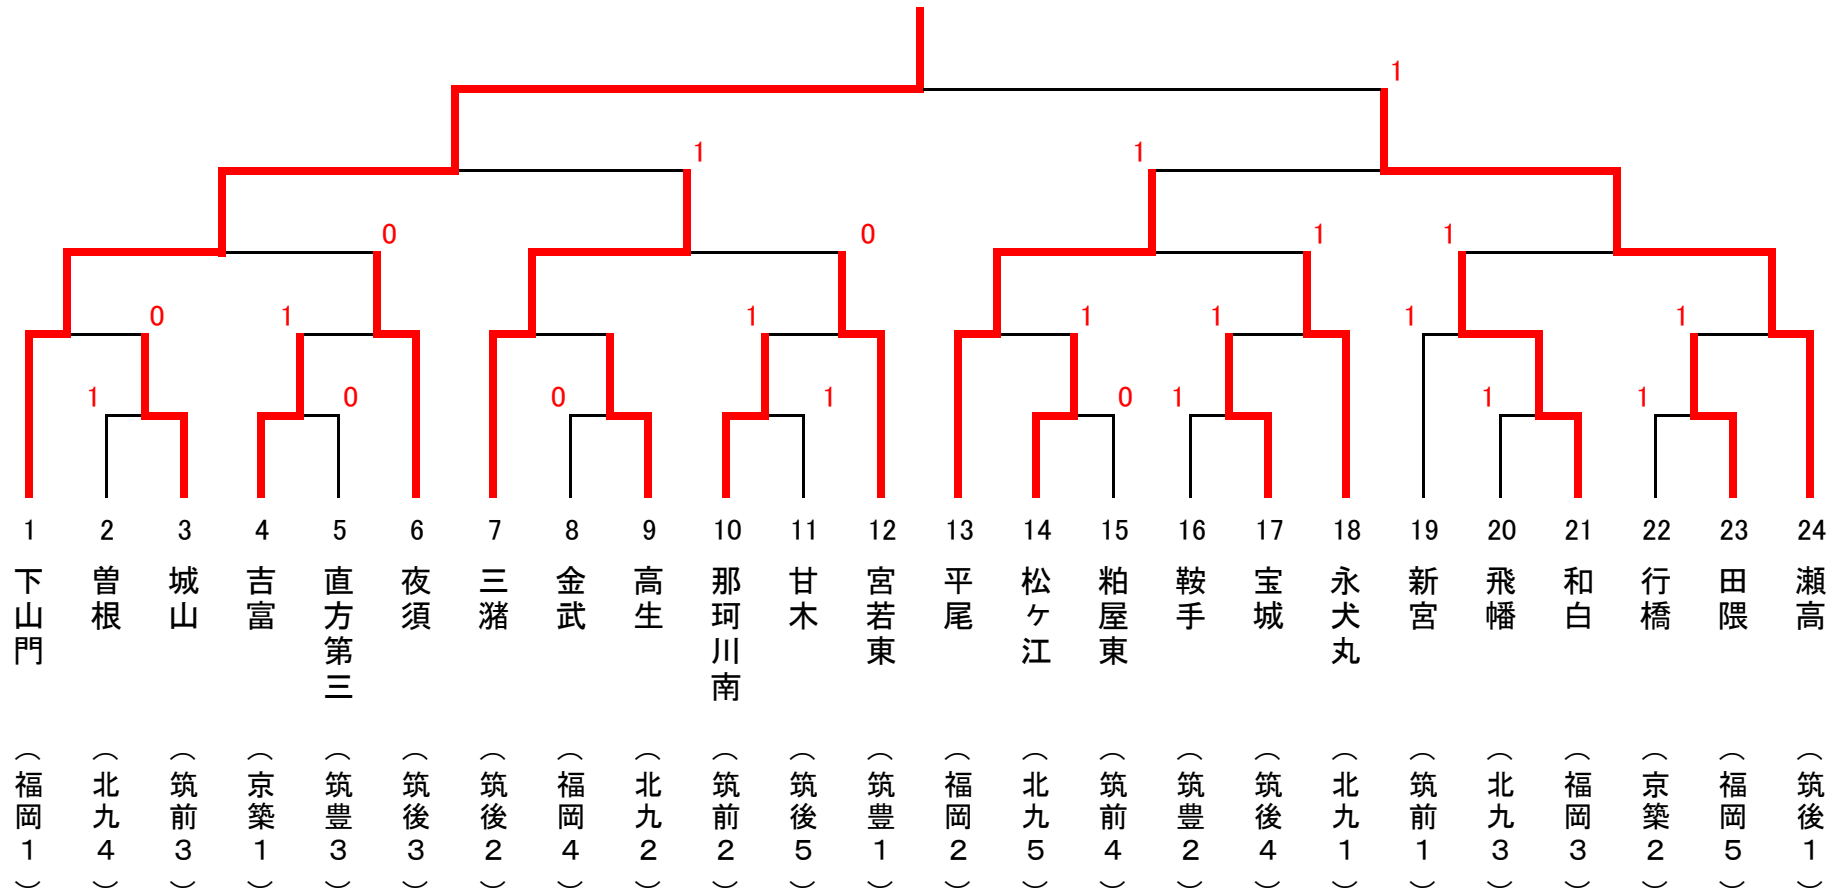 1
1 1
0 0 1 1
0 1 1 1 1 1 1
1 0 0 1 0 1 1 1
1 2 3 4 5 6 7 8 9 10 11 12 13 14 15 16 17 18 19 20 21 22 23 24
下山門
曽根
城山
吉富
直方第三
夜須
三潴
金武
高生
那珂川南
甘木
宮若東
平尾
松ヶ江
粕屋東
鞍手
宝城
永犬丸
新宮
飛幡
和白
行橋
田隈
瀬高
（福岡１）
（北九４）
（筑前３）
（京築１）
（筑豊３）
（筑後３）
（筑後２）
（福岡４）
（北九２）
（筑前２）
（筑後５）
（筑豊１）
（福岡２）
（北九５）
（筑前４）
（筑豊２）
（筑後４）
（北九１）
（筑前１）
（北九３）
（福岡３）
（京築２）
（福岡５）
（筑後１）